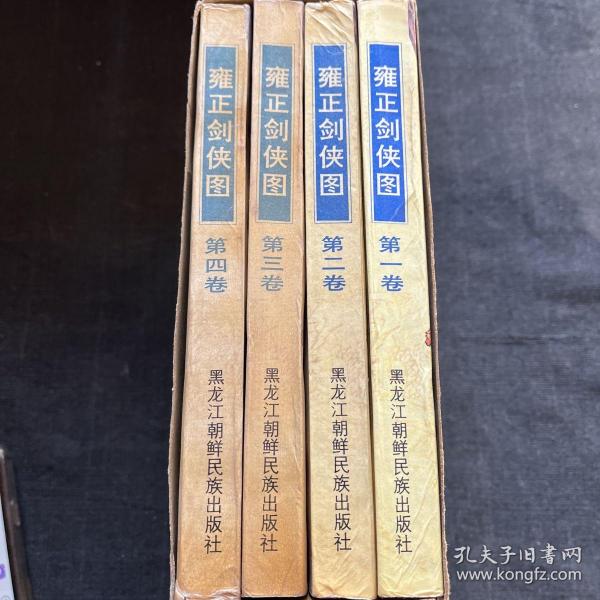 雍正剑侠图
第四卷
黑龙江朝鲜民族出版社
雍正剑侠图
第三卷
黑龙江朝鲜民族出版社
雍正剑侠图
第二卷
黑龙江朝鲜民族出版社
雍正剑侠图
第一卷
黑龙江朝鲜民族出版社
孔夫子旧书网
www.kongfz.com